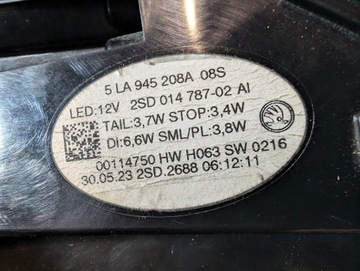 5 LA 945 208A 08S
LED:12V 2SD 014 787-02 AI
TAIL:3,7W STOP:3,4W
DI:6,6W SML/PL:3,8W
00114750 HW H063 SW 0216
30.05.23 2SD.2688 06:12:11